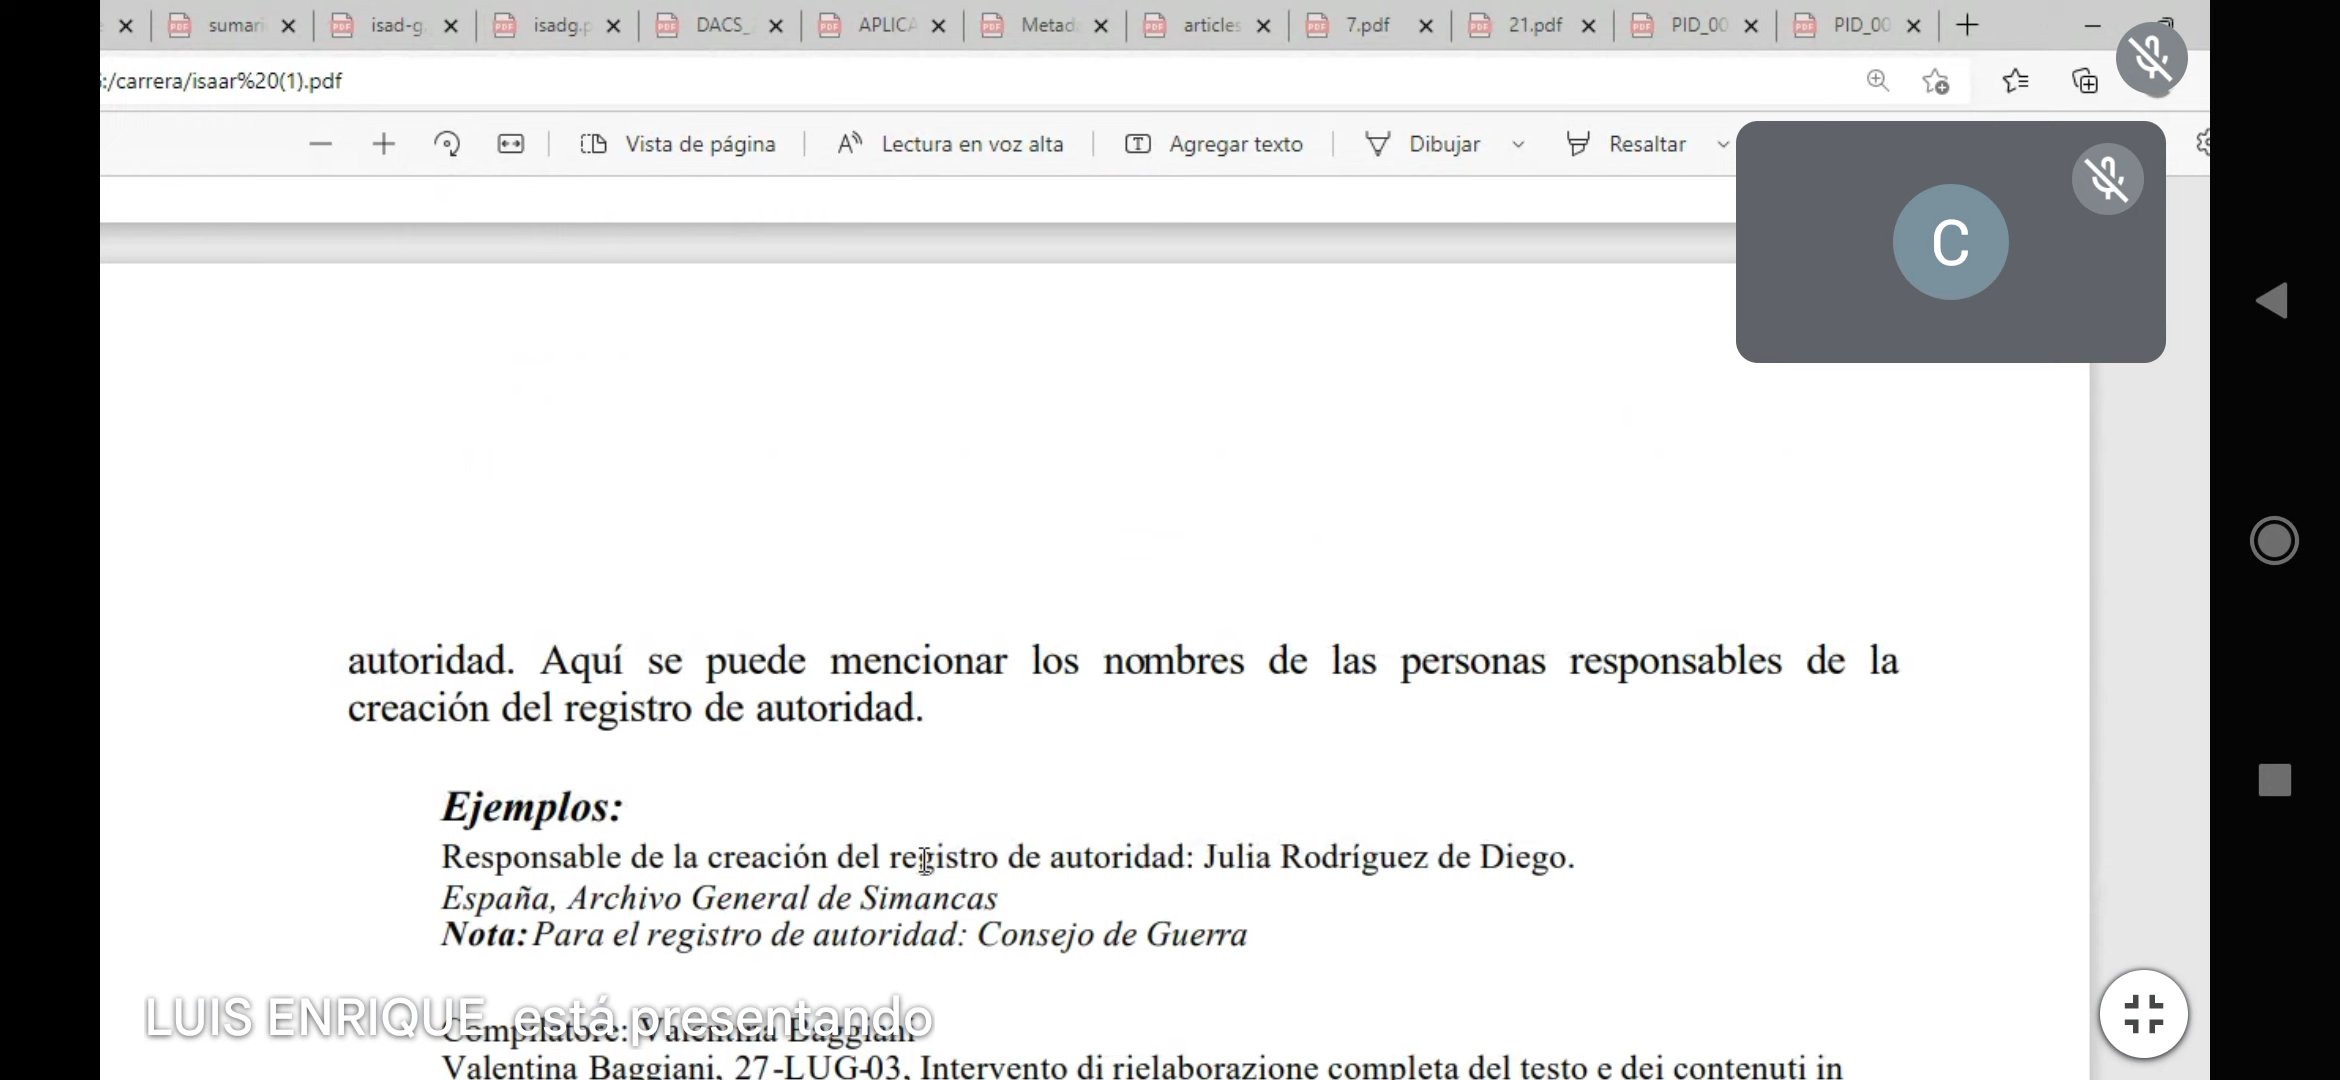 sumari
isad-g.
isadg.p
DACS_
APLICA
Metad
articles
7.pdf
21.pdf
PID_00
PID_00
:/carrera/isaar%20(1).pdf
Vista de página
Lectura en voz alta
Agregar texto
Dibujar
Resaltar
C
autoridad. Aquí se puede mencionar los nombres de las personas responsables de la
creación del registro de autoridad.
Ejemplos:
Responsable de la creación del registro de autoridad: Julia Rodríguez de Diego.
España, Archivo General de Simancas
Nota: Para el registro de autoridad: Consejo de Guerra
LUIS ENRIQUE está presentando
Compilatore: Valentina Baggiani
Valentina Baggiani, 27-LUG-03, Intervento di rielaborazione completa del testo e dei contenuti in